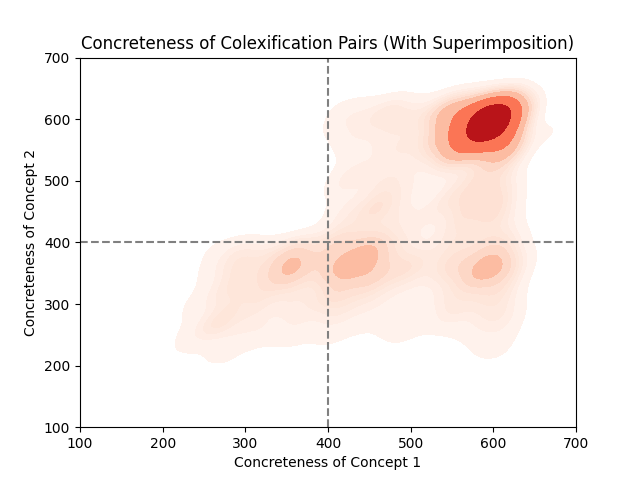 Concreteness of Colexification Pairs (With Superimposition)
700
600
500
400
300
200
100
Concreteness of Concept 2
100 200 300 400 500 600 700
Concreteness of Concept 1